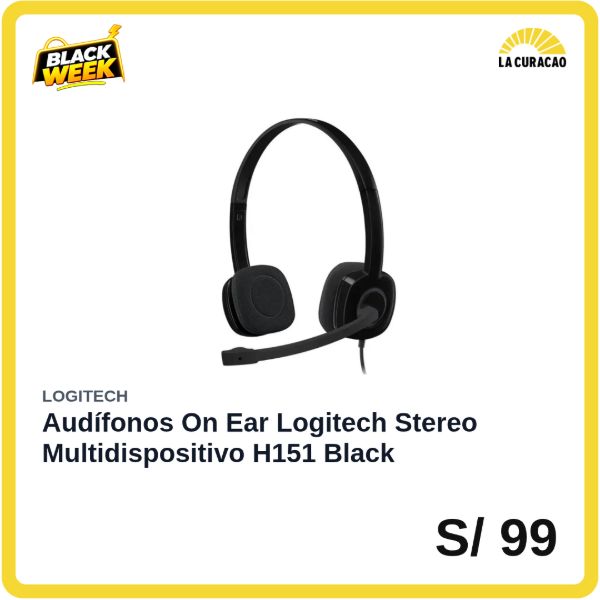 BLACK
WEEK
LA CURACAO
LOGITECH
Audífonos On Ear Logitech Stereo
Multidispositivo H151 Black
S/ 99